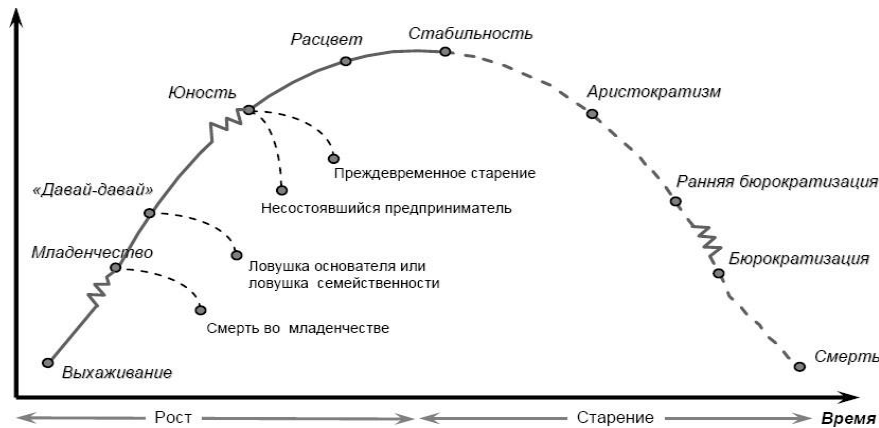 Стабильность
Расцвет
Юность
Аристократизм
Преждевременное старение
Ранняя бюрократизация
«Давай-давай»
Несостоявшийся предприниматель
Младенчество
Ловушка основателя или
ловушка семейственности
Бюрократизация
Смерть во младенчестве
Смерть
Выхаживание
Рост
Старение
Время